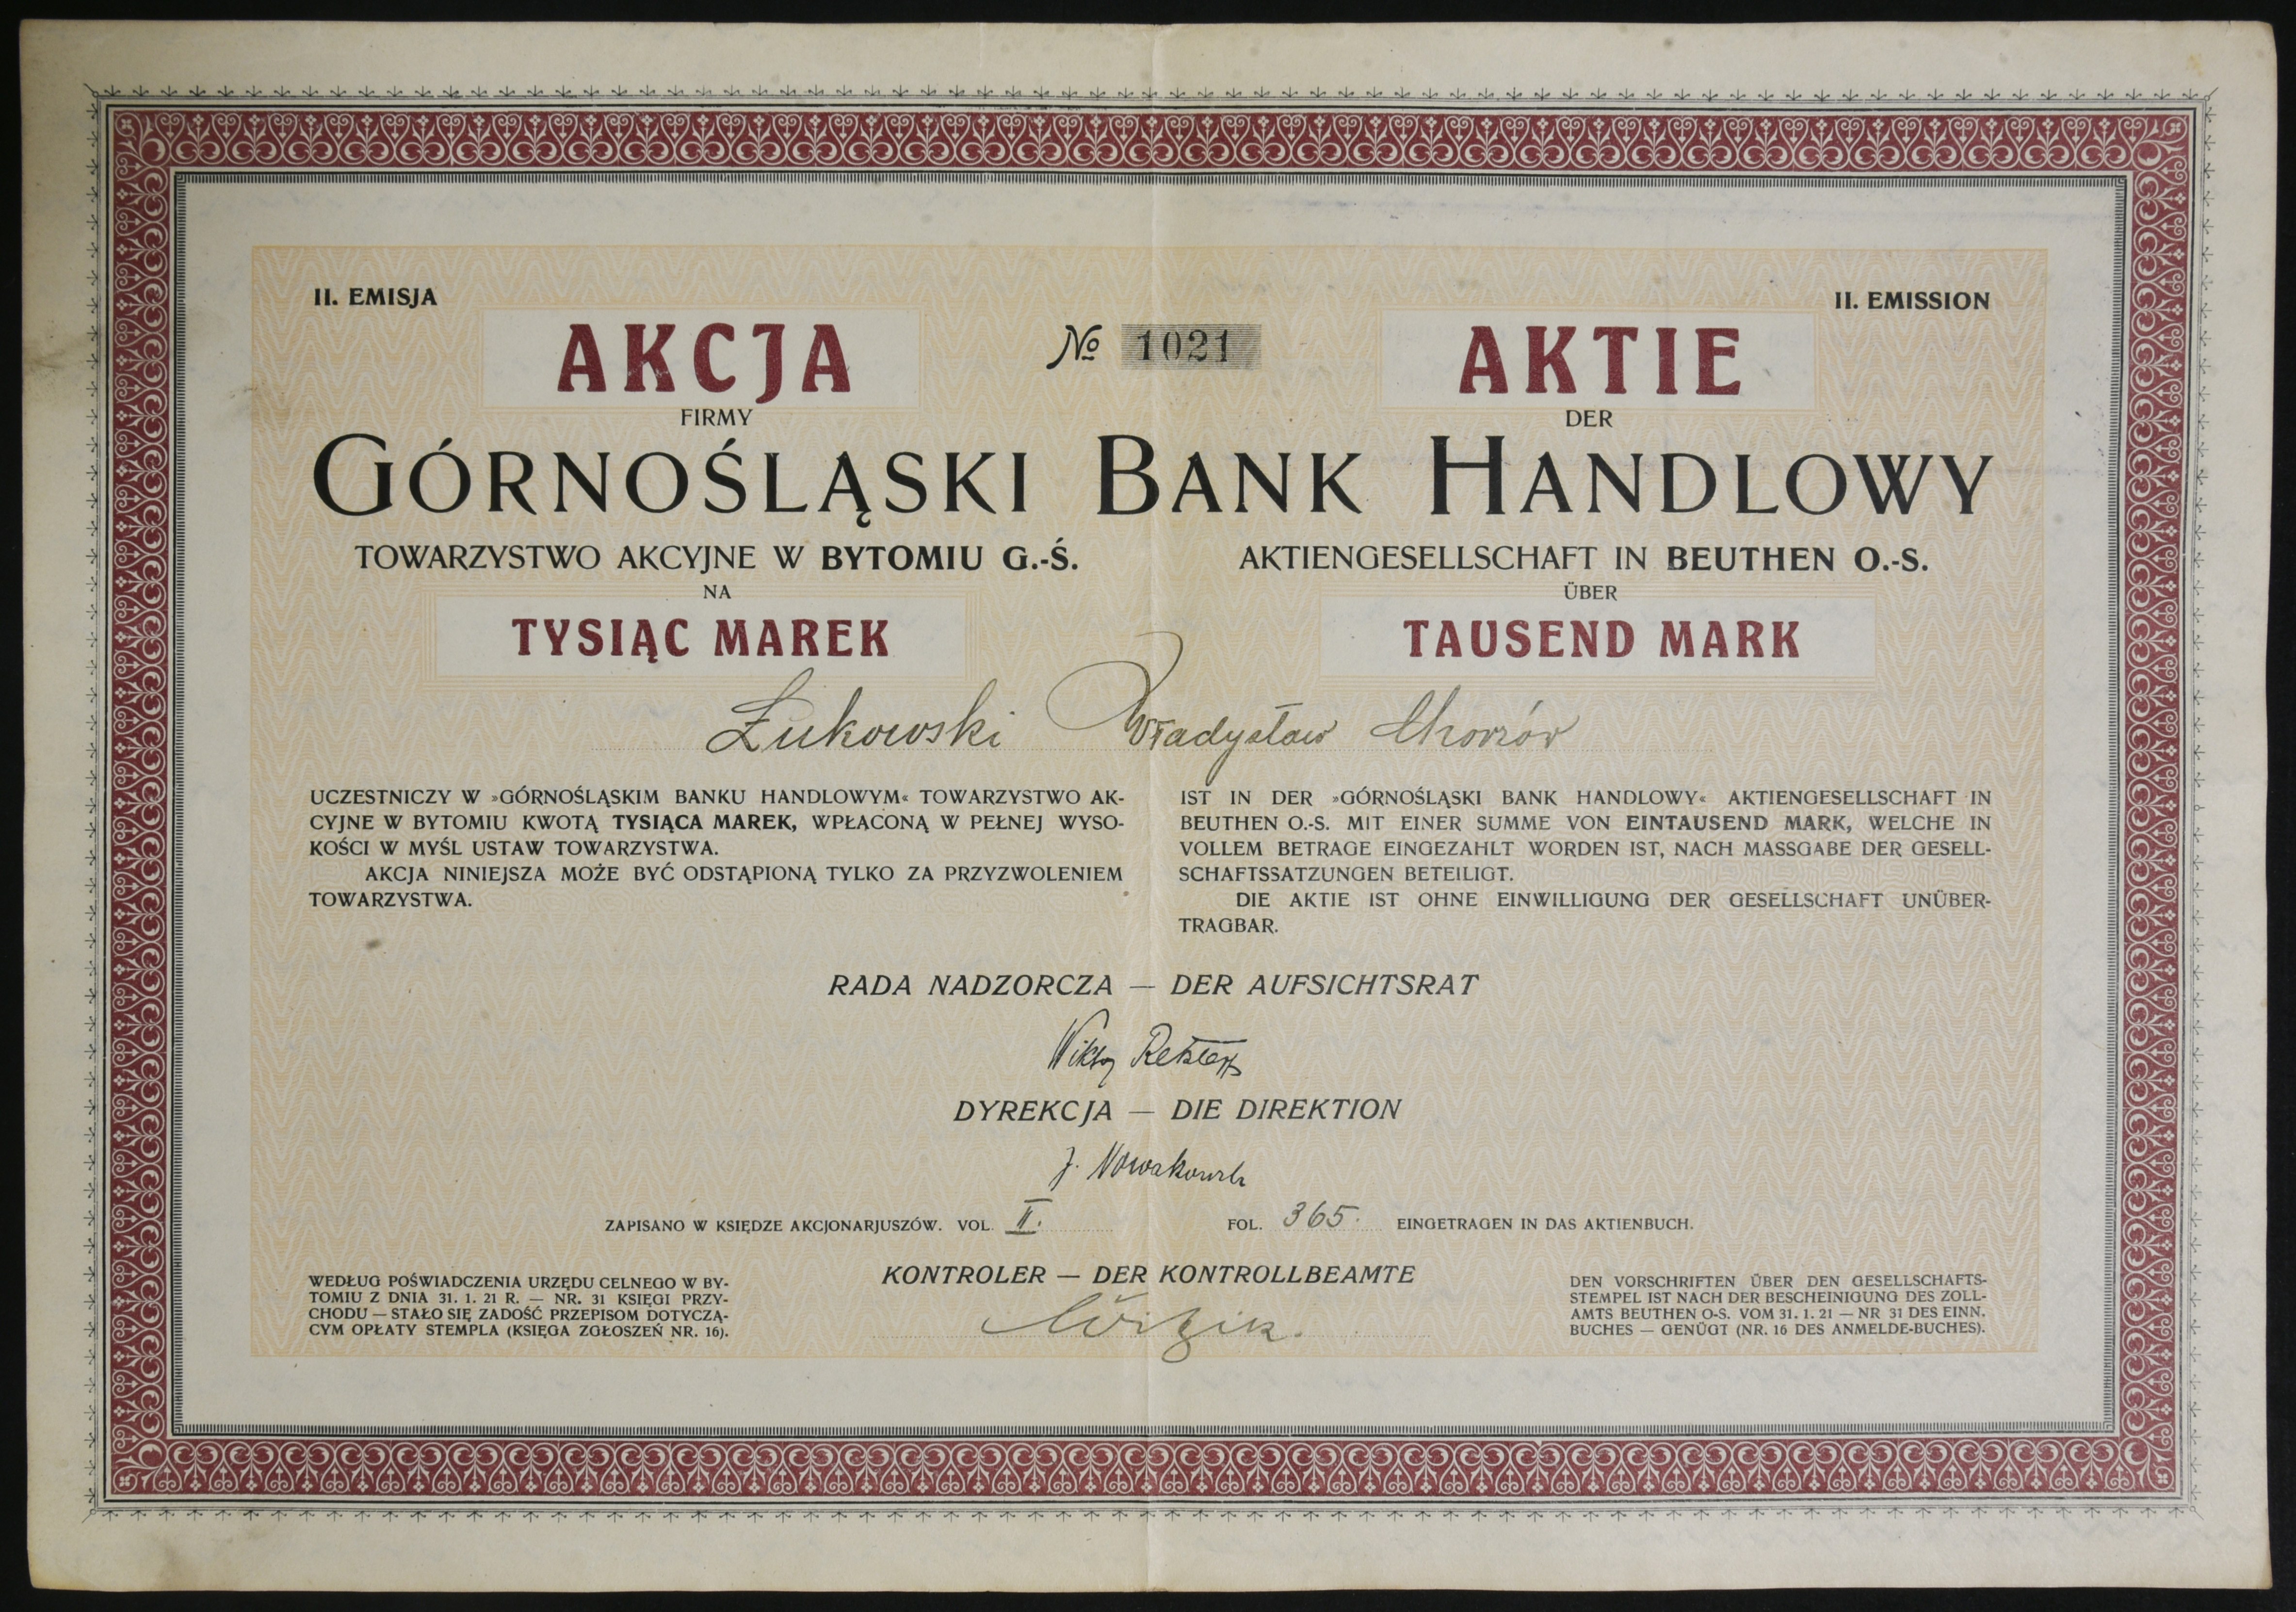 II. EMISJA
II. EMISSION
AKCJA
№ 1021
AKTIE
FIRMY
DER
GÓRNOŚLĄSKI BANK HANDLOWY
TOWARZYSTWO AKCYJNE W BYTOMIU G.-Ś.
AKTIENGESELLSCHAFT IN BEUTHEN O.-S.
NA
ÜBER
TYSIĄC MAREK
TAUSEND MARK
Żukowski Władysław Chorzów
UCZESTNICZY W »GÓRNOŚLĄSKIM BANKU HANDLOWYM« TOWARZYSTWO AK-
CYJNE W BYTOMIU KWOTĄ TYSIĄCA MAREK, WPŁACONĄ W PEŁNEJ WYSO-
KOŚCI W MYŚL USTAW TOWARZYSTWA.
AKCJA NINIEJSZA MOŻE BYĆ ODSTĄPIONĄ TYLKO ZA PRZYZWOLENIEM
TOWARZYSTWA.
IST IN DER »GÓRNOŚLĄSKI BANK HANDLOWY« AKTIENGESELLSCHAFT IN
BEUTHEN O.-S. MIT EINER SUMME VON EINTAUSEND MARK, WELCHE IN
VOLLEM BETRAGE EINGEZAHLT WORDEN IST, NACH MASSGABE DER GESELL-
SCHAFTSSATZUNGEN BETEILIGT.
DIE AKTIE IST OHNE EINWILLIGUNG DER GESELLSCHAFT UNÜBER-
TRAGBAR.
RADA NADZORCZA — DER AUFSICHTSRAT
Wiktor
DYREKCJA — DIE DIREKTION
J. Nowakowski
ZAPISANO W KSIĘDZE AKCJONARJUSZÓW. VOL. II. FOL. 365. EINGETRAGEN IN DAS AKTIENBUCH.
KONTROLER — DER KONTROLLBEAMTE
WEDŁUG POŚWIADCZENIA URZĘDU CELNEGO W BY-
TOMIU Z DNIA 31. 1. 21 R. — NR. 31 KSIĘGI PRZY-
CHODU — STAŁO SIĘ ZADOŚĆ PRZEPISOM DOTYCZĄ-
CYM OPŁATY STEMPLA (KSIĘGA ZGŁOSZEŃ NR. 16).
DEN VORSCHRIFTEN ÜBER DEN GESELLSCHAFTS-
STEMPEL IST NACH DER BESCHEINIGUNG DES ZOLL-
AMTS BEUTHEN O-S. VOM 31. 1. 21 — NR 31 DES EINN.
BUCHES — GENÜGT (NR. 16 DES ANMELDE-BUCHES).